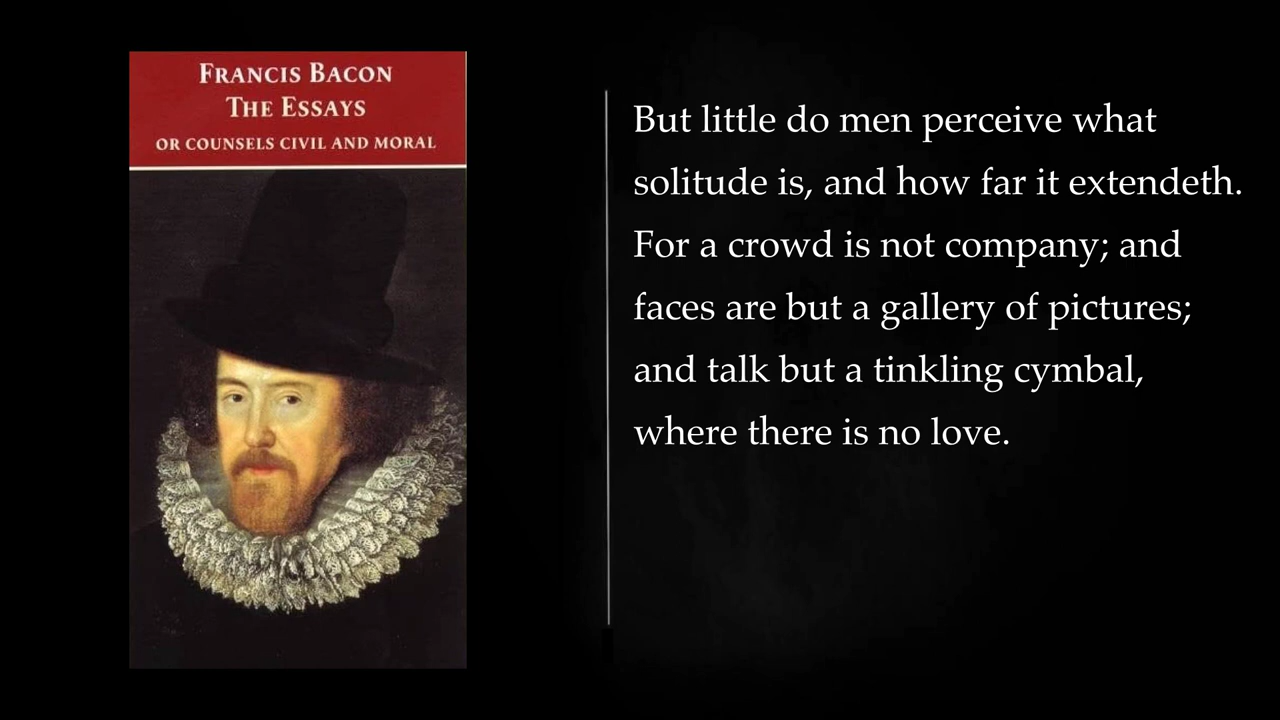 FRANCIS BACON
THE ESSAYS
OR COUNSELS CIVIL AND MORAL
But little do men perceive what
solitude is, and how far it extendeth.
For a crowd is not company; and
faces are but a gallery of pictures;
and talk but a tinkling cymbal,
where there is no love.